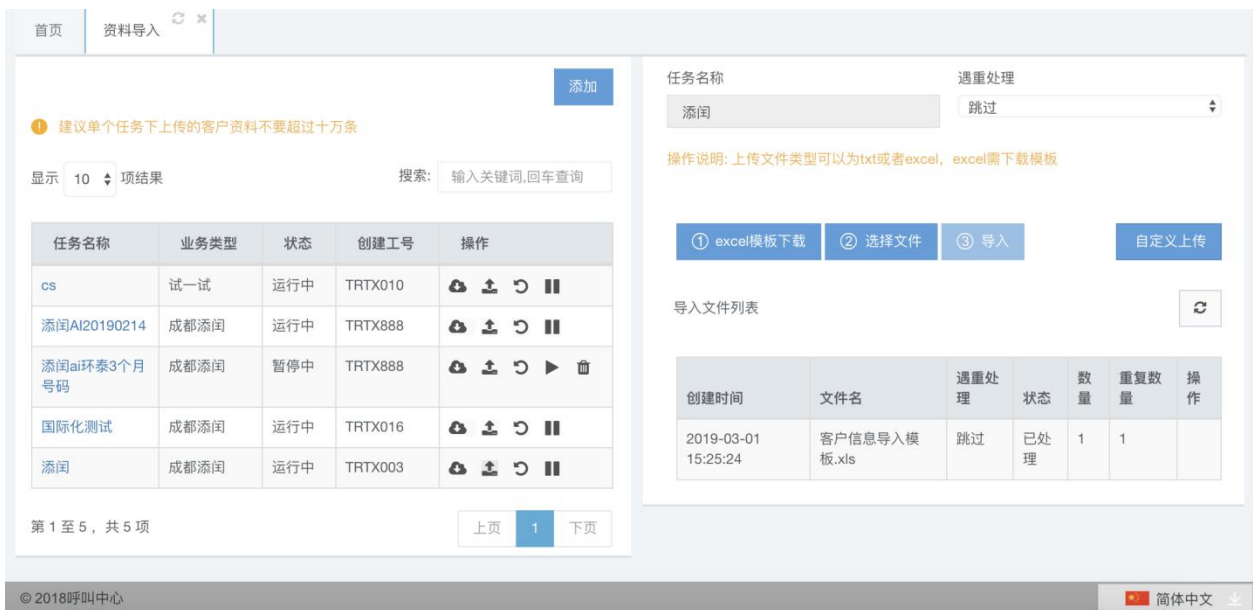 首页
资料导入
添加
建议单个任务下上传的客户资料不要超过十万条
显示 10 项结果
搜索: 输入关键词,回车查询
任务名称 业务类型 状态 创建工号 操作
cs 试一试 运行中 TRTX010
添闰AI20190214 成都添闰 运行中 TRTX888
添闰ai环泰3个月 成都添闰 暂停中 TRTX888
号码
国际化测试 成都添闰 运行中 TRTX016
添闰 成都添闰 运行中 TRTX003
第 1 至 5 ，共 5 项
上页 1 下页
任务名称 遇重处理
添闰 跳过
操作说明: 上传文件类型可以为txt或者excel，excel需下载模板
① excel模板下载 ② 选择文件 ③ 导入 自定义上传
导入文件列表
创建时间 文件名 遇重处 状态 数 重复数 操
理 量 量 作
2019-03-01 客户信息导入模 跳过 已处 1 1
15:25:24 板.xls 理
© 2018呼叫中心
简体中文